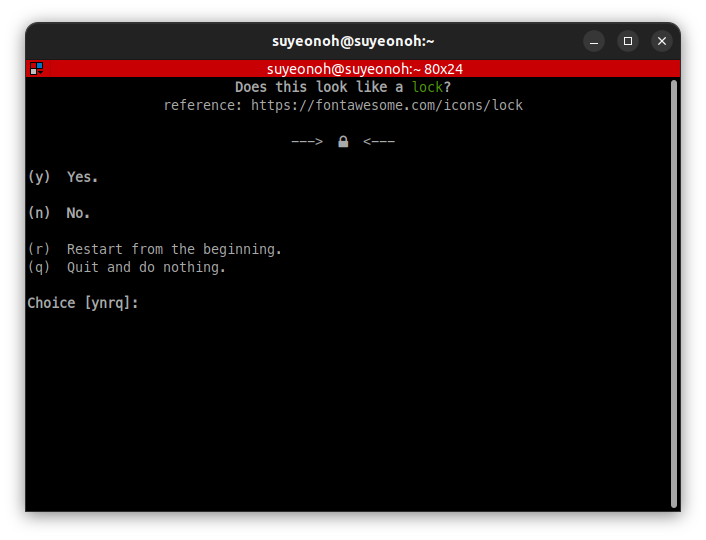 suyeonoh@suyeonoh:~
suyeonoh@suyeonoh:~ 80x24
Does this look like a lock?
reference: https://fontawesome.com/icons/lock
---> <---
(y) Yes.
(n) No.
(r) Restart from the beginning.
(q) Quit and do nothing.
Choice [ynrq]: